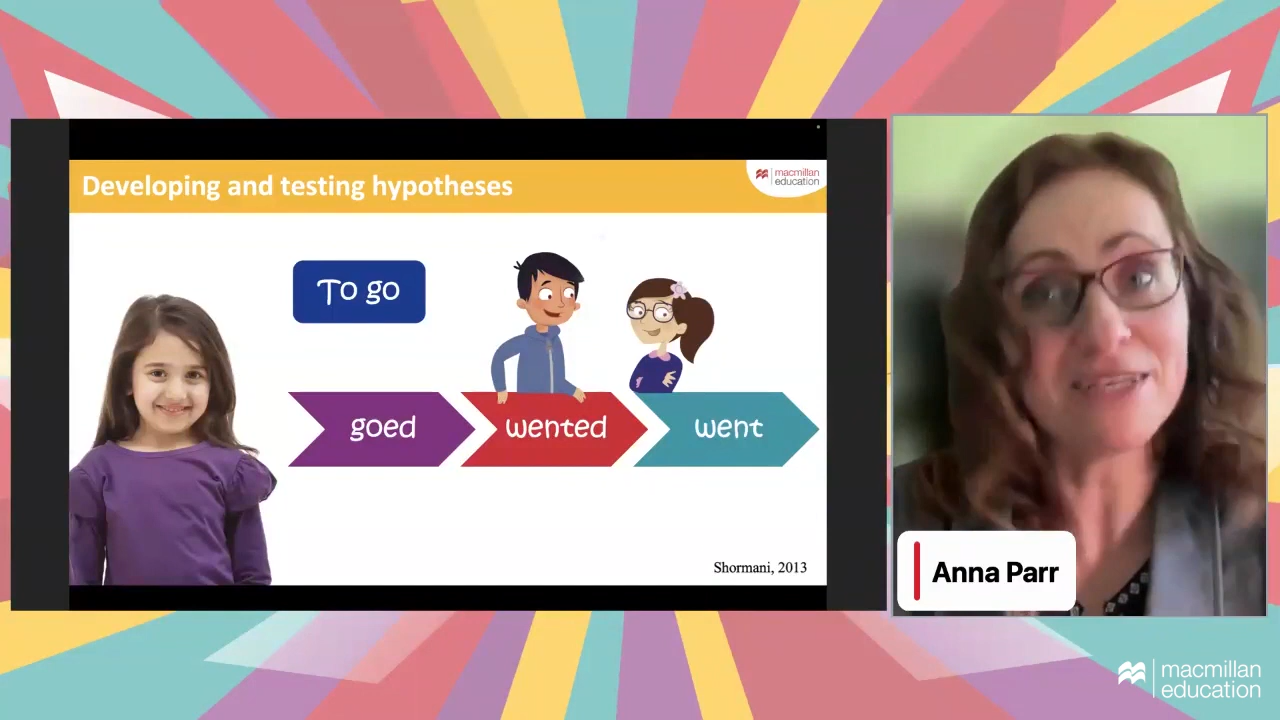 Developing and testing hypotheses
macmillan
education
To go
goed
wented
went
Shormani, 2013
Anna Parr
macmillan
education